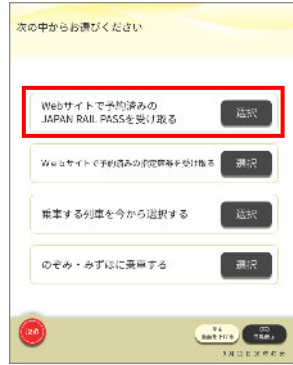 次の中からお選びください
Webサイトで予約済みの
JAPAN RAIL PASSを受け取る
選択
Webサイトで予約済みの指定席等を受け取る
選択
乗車する列車を今から選択する
選択
のぞみ・みずほに乗車する
選択